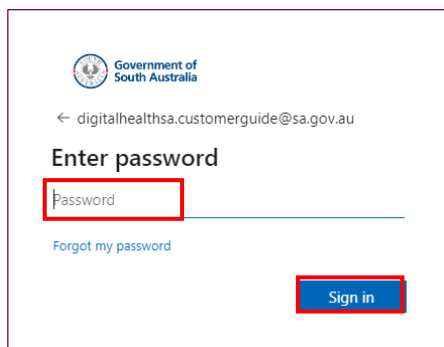 Government of
South Australia
← digitalhealthsa.customerguide@sa.gov.au
Enter password
Password
Forgot my password
Sign in